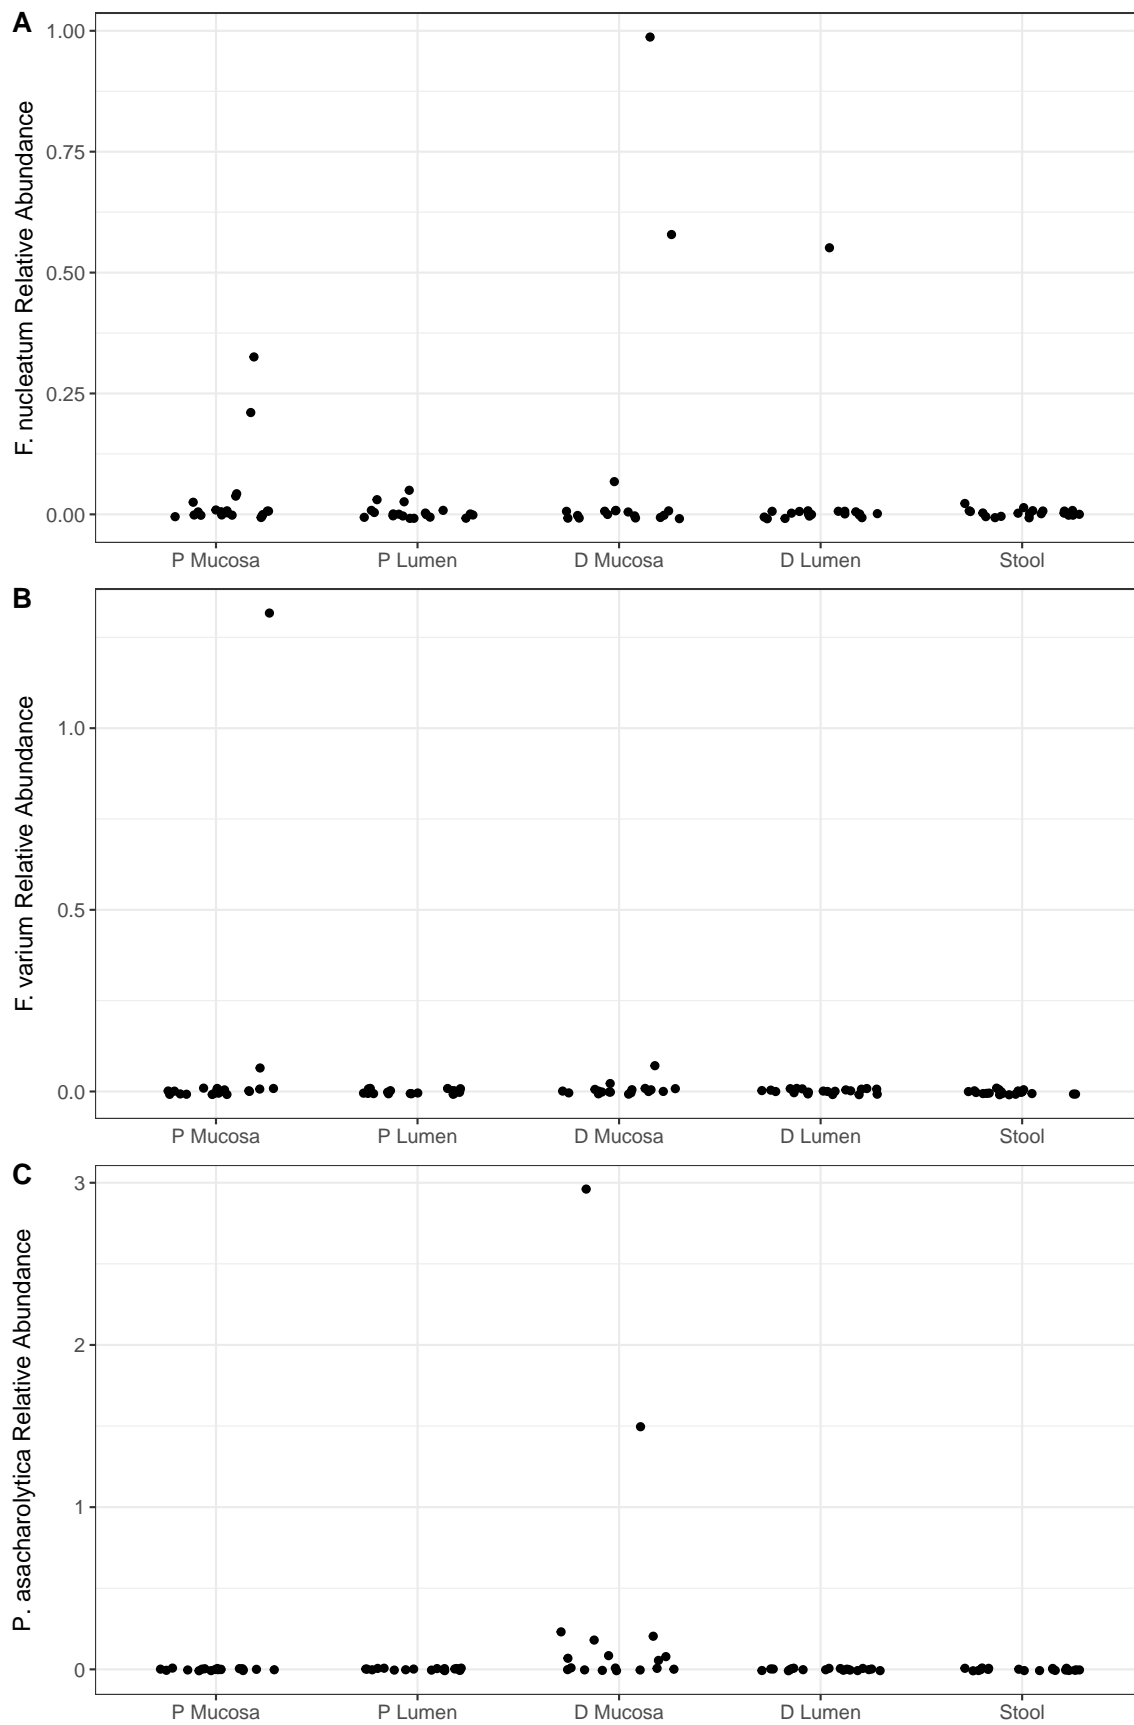 A
F. nucleatum Relative Abundance
1.00
0.75
0.50
0.25
0.00
P Mucosa
P Lumen
D Mucosa
D Lumen
Stool
B
F. varium Relative Abundance
1.0
0.5
0.0
P Mucosa
P Lumen
D Mucosa
D Lumen
Stool
C
P. asacharolytica Relative Abundance
3
2
1
0
P Mucosa
P Lumen
D Mucosa
D Lumen
Stool